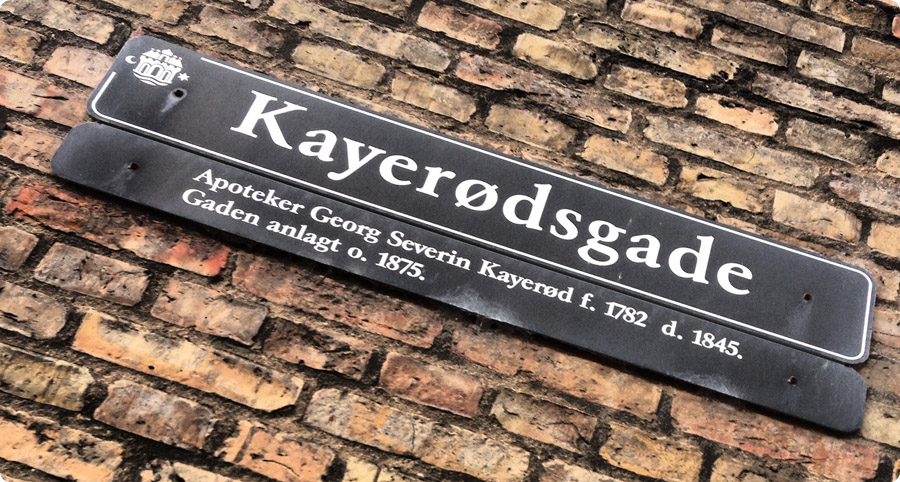 Kayerødsgade
Apoteker Georg Severin Kayerød f. 1782 d. 1845.
Gaden anlagt o. 1875.